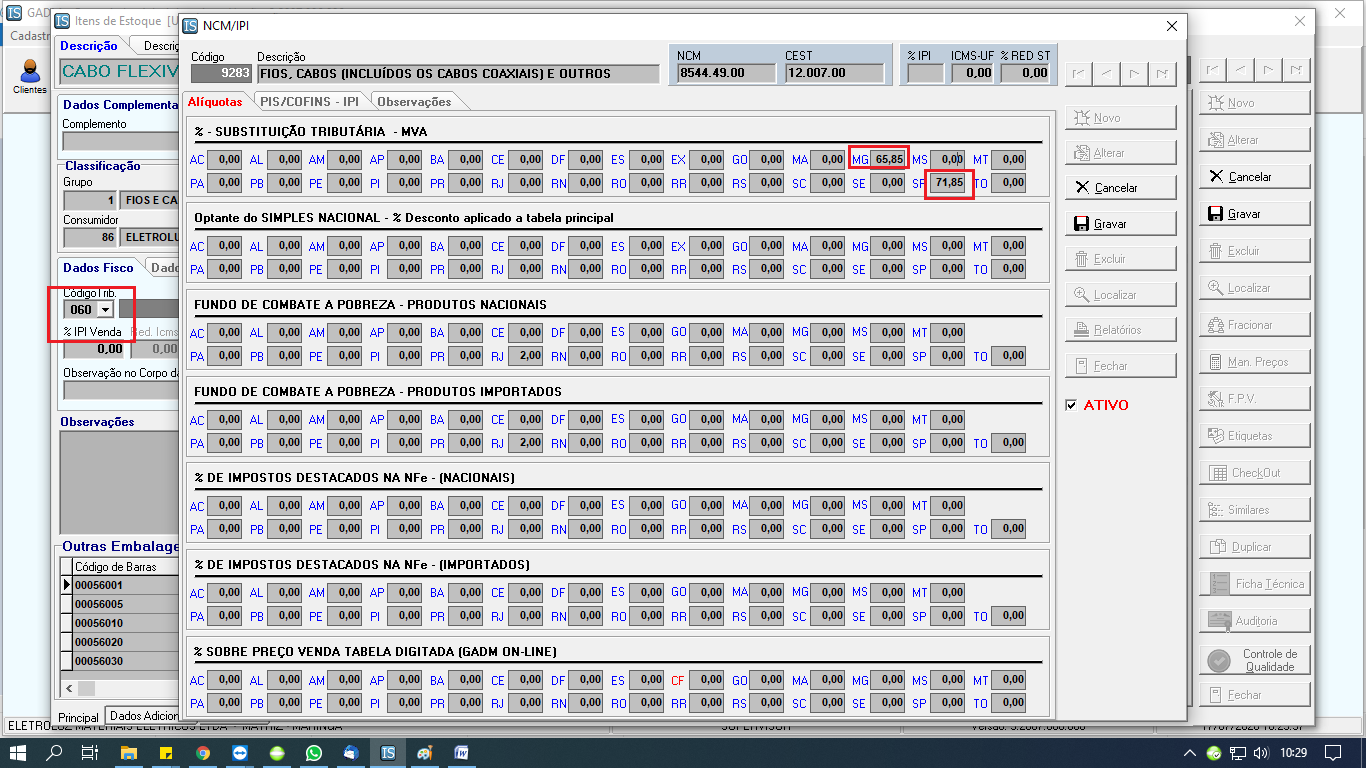 GAD
Itens de Estoque [U
NCM/IPI
Cadastr
Clientes
Descrição
Descriç
CABO FLEXIV
Código
9283
Descrição
FIOS, CABOS (INCLUÍDOS OS CABOS COAXIAIS) E OUTROS
NCM
8544.49.00
CEST
12.007.00
% IPI
ICMS-UF
0,00
% RED ST
0,00
Alíquotas
PIS/COFINS - IPI
Observações
Dados Complementa
Complemento
Classificação
Grupo
1
FIOS E CA
Consumidor
86
ELETROLU
Dados Fisco
Dado
Código Trib.
060
% IPI Venda
Red. Icms
0,00
0,00
Observação no Corpo da
Observações
Outras Embalage
Código de Barras
00056001
00056005
00056010
00056020
00056030
Principal
Dados Adicion
% - SUBSTITUIÇÃO TRIBUTÁRIA - MVA
AC 0,00 AL 0,00 AM 0,00 AP 0,00 BA 0,00 CE 0,00 DF 0,00 ES 0,00 EX 0,00 GO 0,00 MA 0,00 MG 65,85 MS 0,00 MT 0,00
PA 0,00 PB 0,00 PE 0,00 PI 0,00 PR 0,00 RJ 0,00 RN 0,00 RO 0,00 RR 0,00 RS 0,00 SC 0,00 SE 0,00 SP 71,85 TO 0,00
Optante do SIMPLES NACIONAL - % Desconto aplicado a tabela principal
AC 0,00 AL 0,00 AM 0,00 AP 0,00 BA 0,00 CE 0,00 DF 0,00 ES 0,00 EX 0,00 GO 0,00 MA 0,00 MG 0,00 MS 0,00 MT 0,00
PA 0,00 PB 0,00 PE 0,00 PI 0,00 PR 0,00 RJ 0,00 RN 0,00 RO 0,00 RR 0,00 RS 0,00 SC 0,00 SE 0,00 SP 0,00 TO 0,00
FUNDO DE COMBATE A POBREZA - PRODUTOS NACIONAIS
AC 0,00 AL 0,00 AM 0,00 AP 0,00 BA 0,00 CE 0,00 DF 0,00 ES 0,00 GO 0,00 MA 0,00 MG 0,00 MS 0,00 MT 0,00
PA 0,00 PB 0,00 PE 0,00 PI 0,00 PR 0,00 RJ 2,00 RN 0,00 RO 0,00 RR 0,00 RS 0,00 SC 0,00 SE 0,00 SP 0,00 TO 0,00
FUNDO DE COMBATE A POBREZA - PRODUTOS IMPORTADOS
AC 0,00 AL 0,00 AM 0,00 AP 0,00 BA 0,00 CE 0,00 DF 0,00 ES 0,00 GO 0,00 MA 0,00 MG 0,00 MS 0,00 MT 0,00
PA 0,00 PB 0,00 PE 0,00 PI 0,00 PR 0,00 RJ 2,00 RN 0,00 RO 0,00 RR 0,00 RS 0,00 SC 0,00 SE 0,00 SP 0,00 TO 0,00
% DE IMPOSTOS DESTACADOS NA NFe - (NACIONAIS)
AC 0,00 AL 0,00 AM 0,00 AP 0,00 BA 0,00 CE 0,00 DF 0,00 ES 0,00 GO 0,00 MA 0,00 MG 0,00 MS 0,00 MT 0,00
PA 0,00 PB 0,00 PE 0,00 PI 0,00 PR 0,00 RJ 0,00 RN 0,00 RO 0,00 RR 0,00 RS 0,00 SC 0,00 SE 0,00 SP 0,00 TO 0,00
% DE IMPOSTOS DESTACADOS NA NFe - (IMPORTADOS)
AC 0,00 AL 0,00 AM 0,00 AP 0,00 BA 0,00 CE 0,00 DF 0,00 ES 0,00 GO 0,00 MA 0,00 MG 0,00 MS 0,00 MT 0,00
PA 0,00 PB 0,00 PE 0,00 PI 0,00 PR 0,00 RJ 0,00 RN 0,00 RO 0,00 RR 0,00 RS 0,00 SC 0,00 SE 0,00 SP 0,00 TO 0,00
% SOBRE PREÇO VENDA TABELA DIGITADA (GADM ON-LINE)
AC 0,00 AL 0,00 AM 0,00 AP 0,00 BA 0,00 CE 0,00 DF 0,00 ES 0,00 CF 0,00 GO 0,00 MA 0,00 MG 0,00 MS 0,00 MT 0,00
PA 0,00 PB 0,00 PE 0,00 PI 0,00 PR 0,00 RJ 0,00 RN 0,00 RO 0,00 RR 0,00 RS 0,00 SC 0,00 SE 0,00 SP 0,00 TO 0,00
Novo
Alterar
Cancelar
Gravar
Excluir
Localizar
Relatórios
Fechar
ATIVO
Novo
Alterar
Cancelar
Gravar
Excluir
Localizar
Fracionar
Man. Preços
F.P.V.
Etiquetas
CheckOut
Similares
Duplicar
Ficha Técnica
Auditoria
Controle de
Qualidade
Fechar
10:29